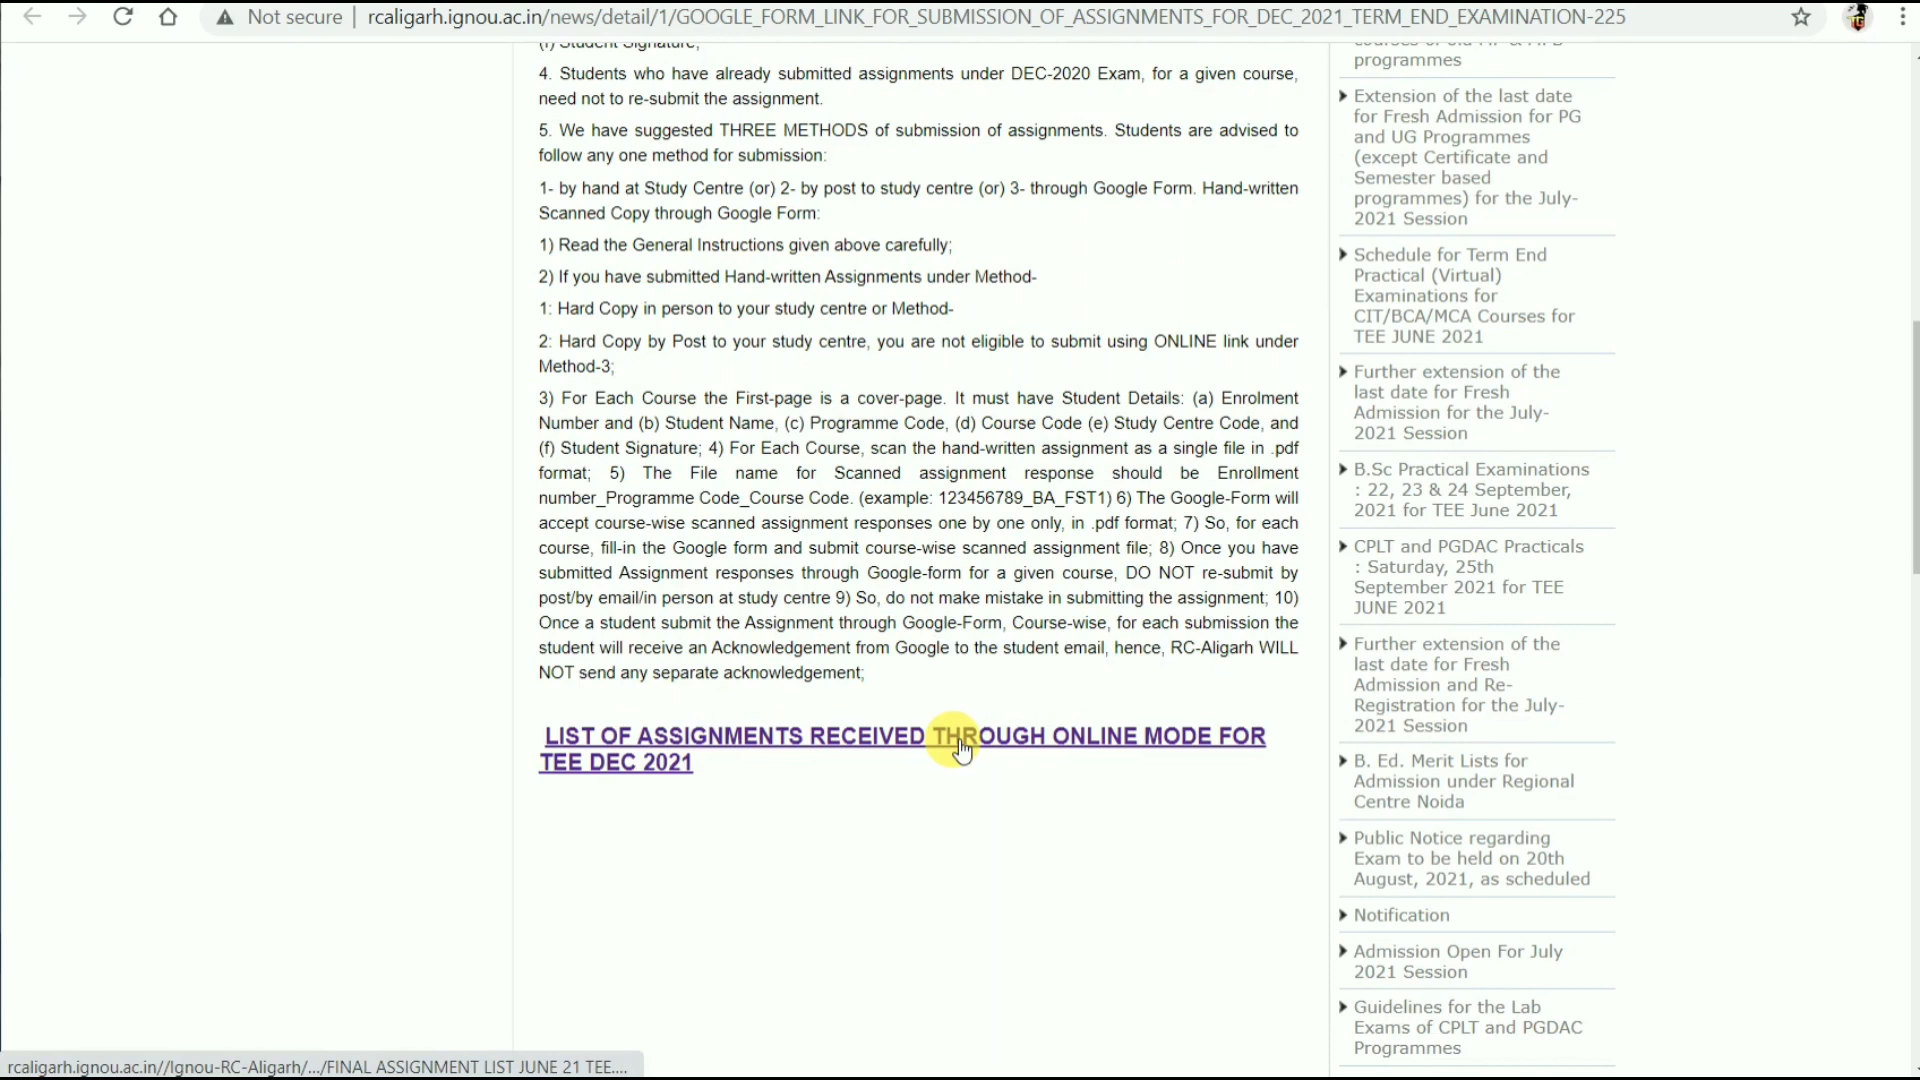 Not secure | rcaligarh.ignou.ac.in/news/detail/1/GOOGLE_FORM_LINK_FOR_SUBMISSION_OF_ASSIGNMENTS_FOR_DEC_2021_TERM_END_EXAMINATION-225
(f) Student Signature;
4. Students who have already submitted assignments under DEC-2020 Exam, for a given course,
need not to re-submit the assignment.
5. We have suggested THREE METHODS of submission of assignments. Students are advised to
follow any one method for submission:
1- by hand at Study Centre (or) 2- by post to study centre (or) 3- through Google Form. Hand-written
Scanned Copy through Google Form:
1) Read the General Instructions given above carefully;
2) If you have submitted Hand-written Assignments under Method-
1: Hard Copy in person to your study centre or Method-
2: Hard Copy by Post to your study centre, you are not eligible to submit using ONLINE link under
Method-3;
3) For Each Course the First-page is a cover-page. It must have Student Details: (a) Enrolment
Number and (b) Student Name, (c) Programme Code, (d) Course Code (e) Study Centre Code, and
(f) Student Signature; 4) For Each Course, scan the hand-written assignment as a single file in .pdf
format; 5) The File name for Scanned assignment response should be Enrollment
number_Programme Code_Course Code. (example: 123456789_BA_FST1) 6) The Google-Form will
accept course-wise scanned assignment responses one by one only, in .pdf format; 7) So, for each
course, fill-in the Google form and submit course-wise scanned assignment file; 8) Once you have
submitted Assignment responses through Google-form for a given course, DO NOT re-submit by
post/by email/in person at study centre 9) So, do not make mistake in submitting the assignment; 10)
Once a student submit the Assignment through Google-Form, Course-wise, for each submission the
student will receive an Acknowledgement from Google to the student email, hence, RC-Aligarh WILL
NOT send any separate acknowledgement;
LIST OF ASSIGNMENTS RECEIVED THROUGH ONLINE MODE FOR
TEE DEC 2021
programmes
Extension of the last date
for Fresh Admission for PG
and UG Programmes
(except Certificate and
Semester based
programmes) for the July-
2021 Session
Schedule for Term End
Practical (Virtual)
Examinations for
CIT/BCA/MCA Courses for
TEE JUNE 2021
Further extension of the
last date for Fresh
Admission for the July-
2021 Session
B.Sc Practical Examinations
: 22, 23 & 24 September,
2021 for TEE June 2021
CPLT and PGDAC Practicals
: Saturday, 25th
September 2021 for TEE
JUNE 2021
Further extension of the
last date for Fresh
Admission and Re-
Registration for the July-
2021 Session
B. Ed. Merit Lists for
Admission under Regional
Centre Noida
Public Notice regarding
Exam to be held on 20th
August, 2021, as scheduled
Notification
Admission Open For July
2021 Session
Guidelines for the Lab
Exams of CPLT and PGDAC
Programmes
rcaligarh.ignou.ac.in//Ignou-RC-Aligarh/.../FINAL ASSIGNMENT LIST JUNE 21 TEE....